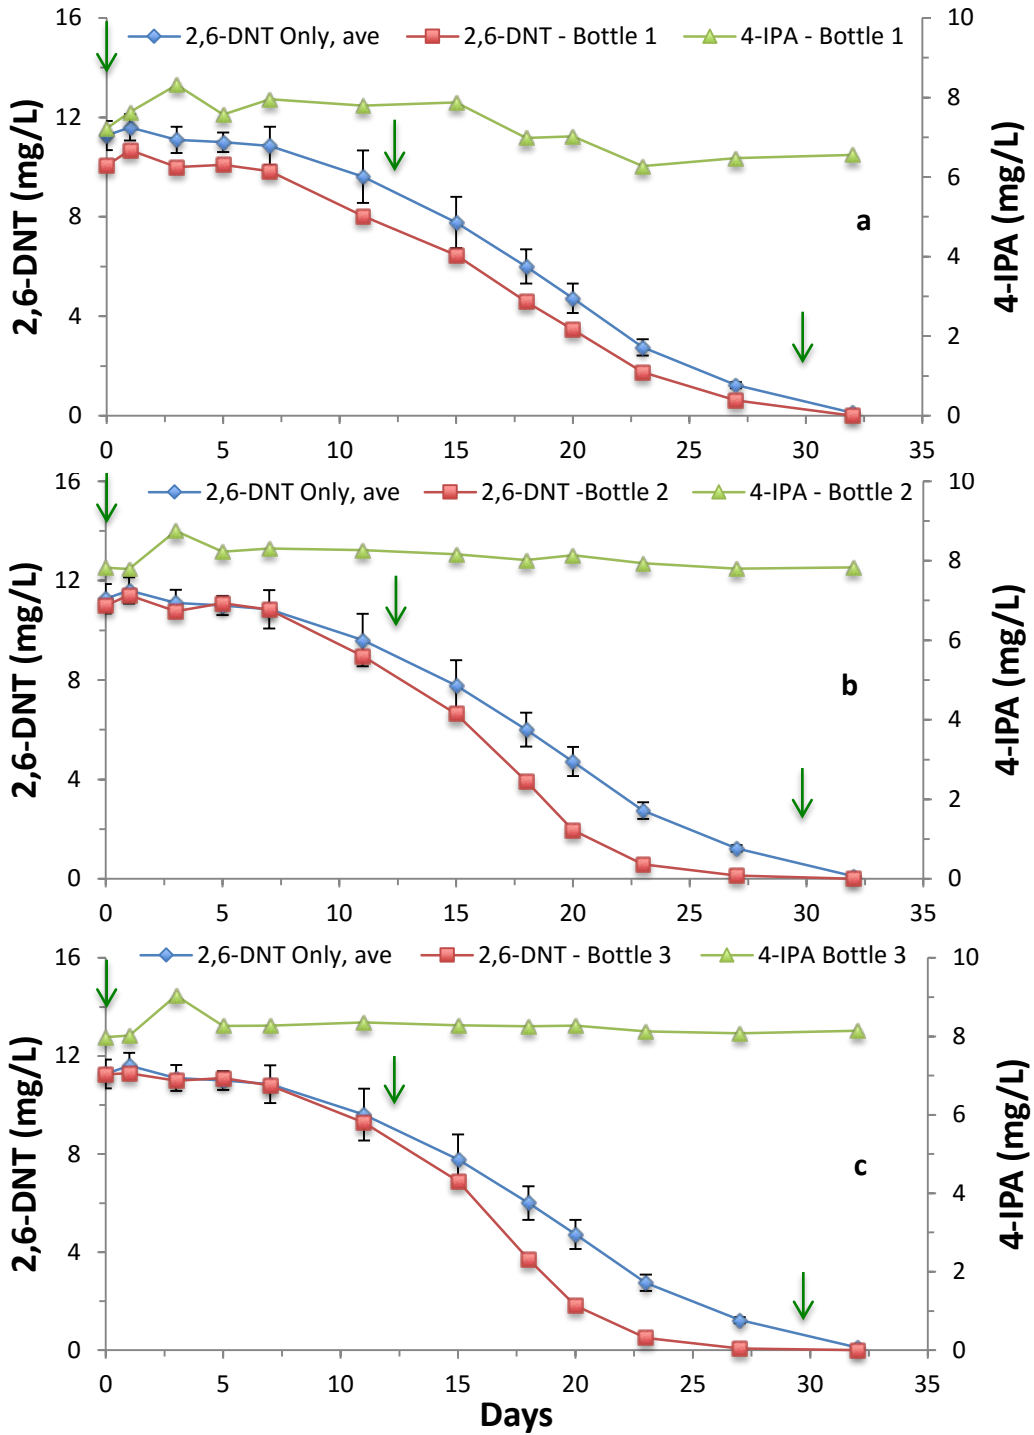 2,6-DNT Only, ave 2,6-DNT - Bottle 1 4-IPA - Bottle 1
16 10
12 8
8 6
4 4
0 2
0
0 5 10 15 20 25 30 35
2,6-DNT (mg/L)
4-IPA (mg/L)
a
2,6-DNT Only, ave 2,6-DNT -Bottle 2 4-IPA - Bottle 2
16 10
12 8
8 6
4 4
0 2
0
0 5 10 15 20 25 30 35
2,6-DNT (mg/L)
4-IPA (mg/L)
b
2,6-DNT Only, ave 2,6-DNT - Bottle 3 4-IPA Bottle 3
16 10
12 8
8 6
4 4
0 2
0
0 5 10 15 20 25 30 35
2,6-DNT (mg/L)
4-IPA (mg/L)
c
Days